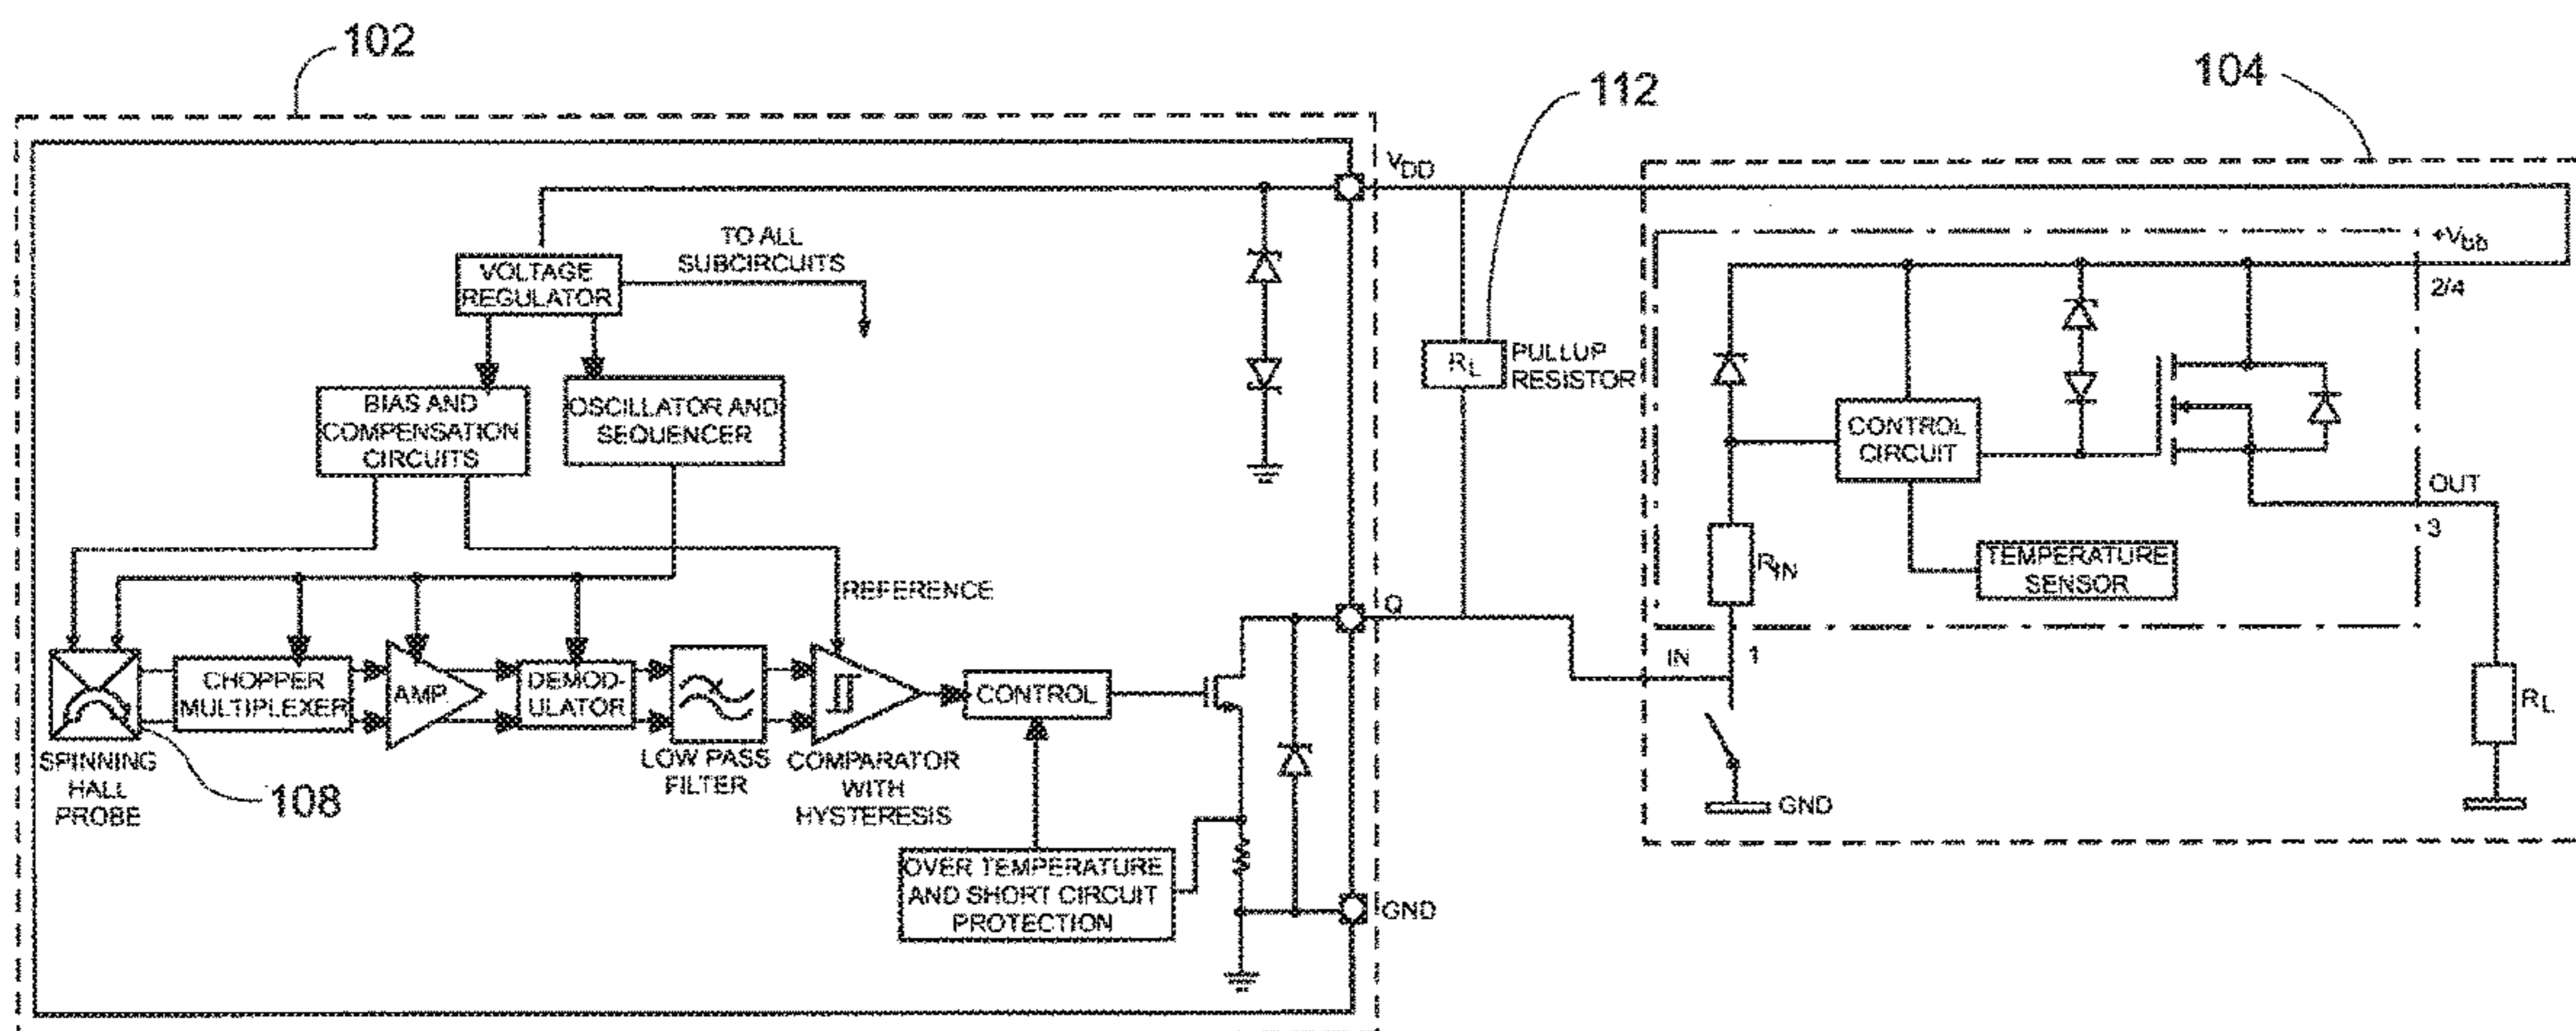 102
112
104
VDD
TO ALL
SUBCIRCUITS
VOLTAGE
REGULATOR
+Vbb
2/4
RL
PULLUP
RESISTOR
BIAS AND
COMPENSATION
CIRCUITS
OSCILLATOR AND
SEQUENCER
CONTROL
CIRCUIT
OUT
3
RIN
TEMPERATURE
SENSOR
REFERENCE
Q
IN
1
CHOPPER
MULTIPLEXER
AMP.
DEMOD-
ULATOR
CONTROL
RL
SPINNING
HALL
PROBE
108
LOW PASS
FILTER
COMPARATOR
WITH
HYSTERESIS
GND
OVER TEMPERATURE
AND SHORT CIRCUIT
PROTECTION
GND